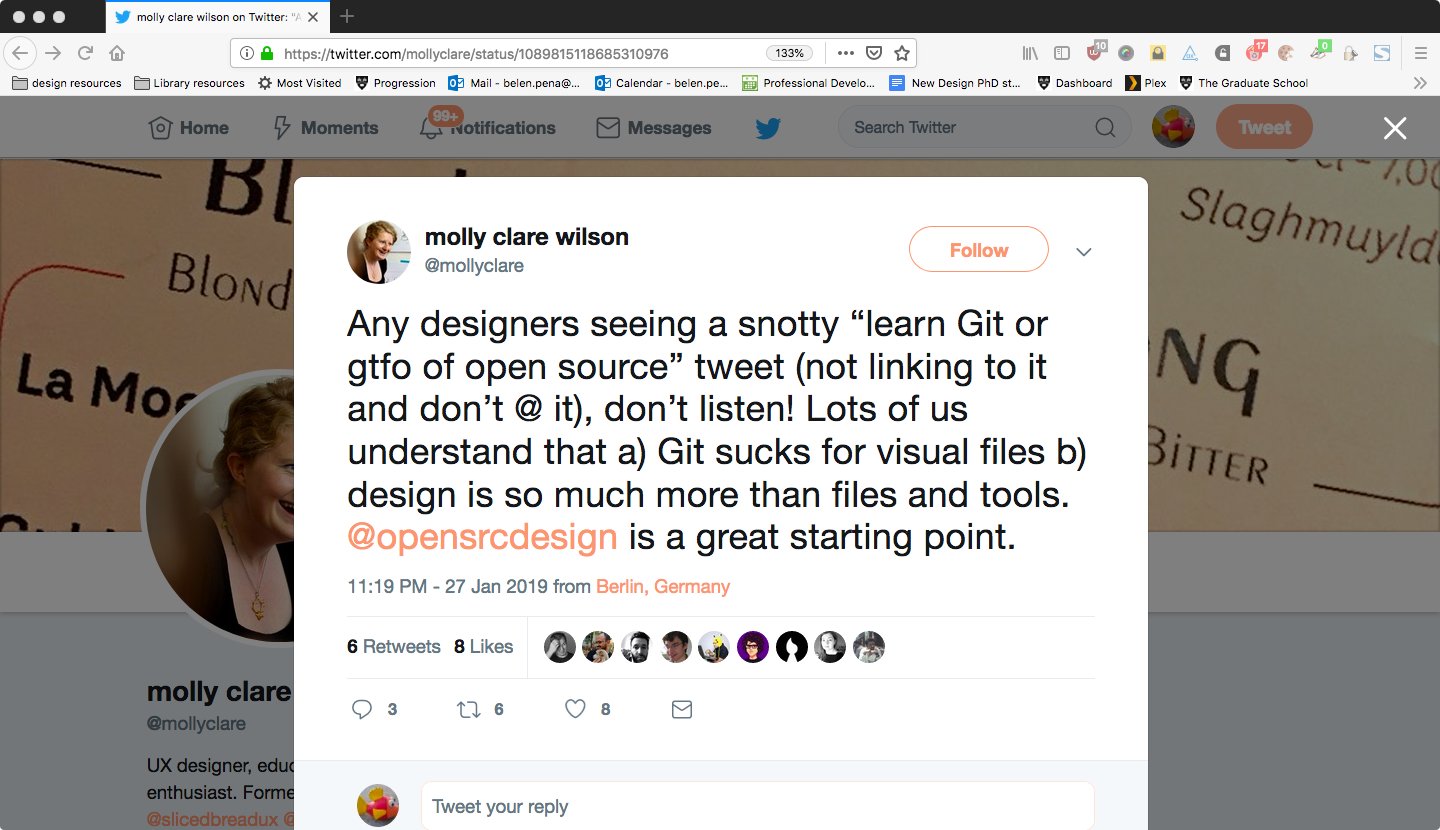 molly clare wilson on Twitter: "A
https://twitter.com/mollyclare/status/1089815118685310976
133%
10
17
0
design resources
Library resources
Most Visited
Progression
Mail - belen.pena@...
Calendar - belen.pe...
Professional Develo...
New Design PhD st...
Dashboard
Plex
The Graduate School
Home
Moments
99+
Notifications
Messages
Search Twitter
Tweet
Bl
Blond
La Moe
7,00
Slaghmuyld
NG
Bitter
molly clare wilson
@mollyclare
Follow
Any designers seeing a snotty “learn Git or
gtfo of open source” tweet (not linking to it
and don’t @ it), don’t listen! Lots of us
understand that a) Git sucks for visual files b)
design is so much more than files and tools.
@opensrcdesign is a great starting point.
11:19 PM - 27 Jan 2019 from Berlin, Germany
6 Retweets 8 Likes
3
6
8
molly clare
@mollyclare
UX designer, educ
enthusiast. Forme
@slicedbreadux @
Tweet your reply